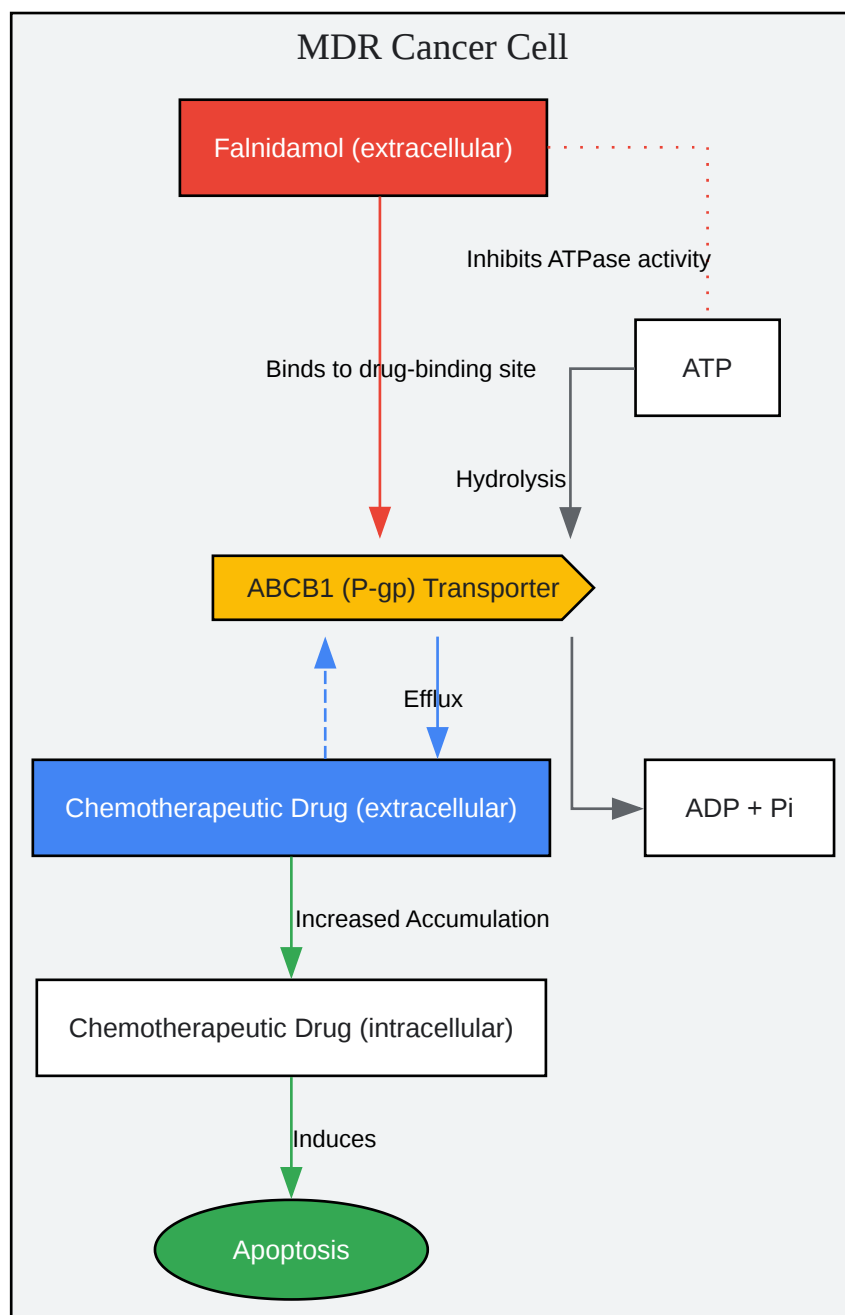 MDR Cancer Cell
Falnidamol (extracellular)
Inhibits ATPase activity
ATP
Binds to drug-binding site
Hydrolysis
ABCB1 (P-gp) Transporter
Efflux
Chemotherapeutic Drug (extracellular)
ADP + Pi
Increased Accumulation
Chemotherapeutic Drug (intracellular)
Induces
Apoptosis